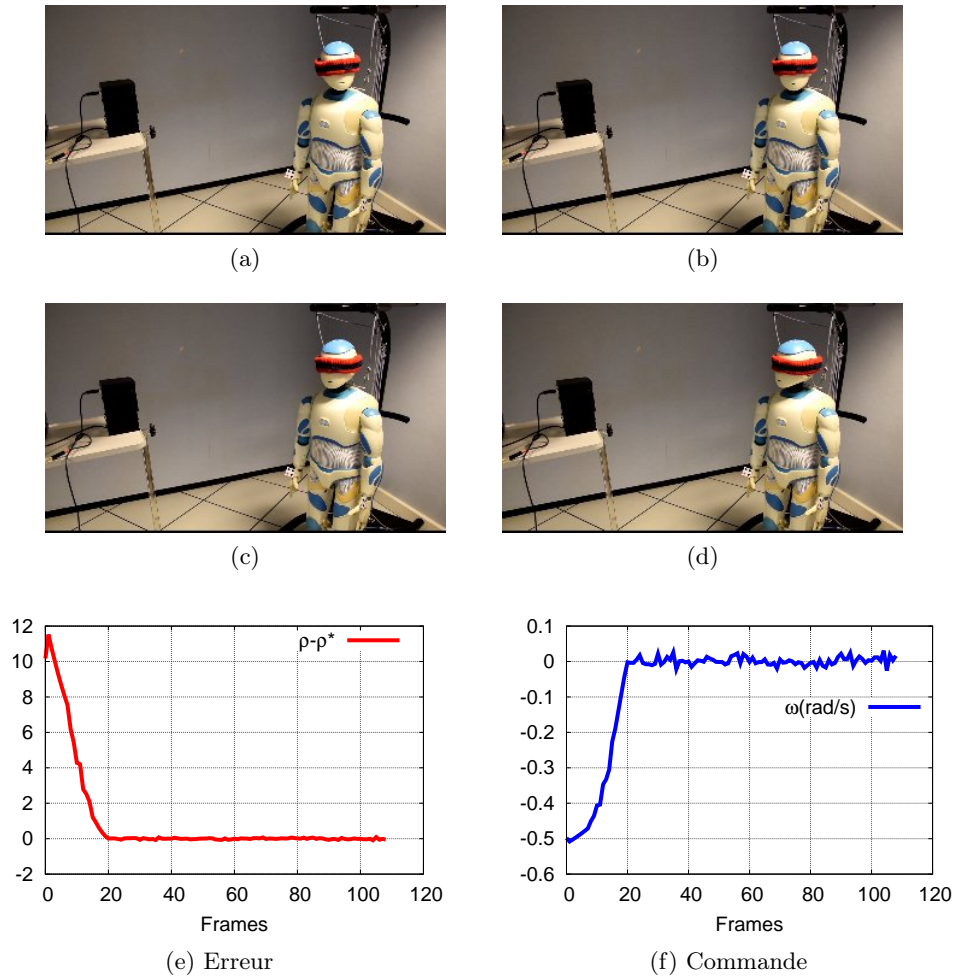 (a)
(b)
(c)
(d)
12
10
8
6
4
2
0
-2
0 20 40 60 80 100 120
ρ-ρ*
Frames
(e) Erreur
0.1
0
-0.1
-0.2
-0.3
-0.4
-0.5
-0.6
0 20 40 60 80 100 120
ω(rad/s)
Frames
(f) Commande